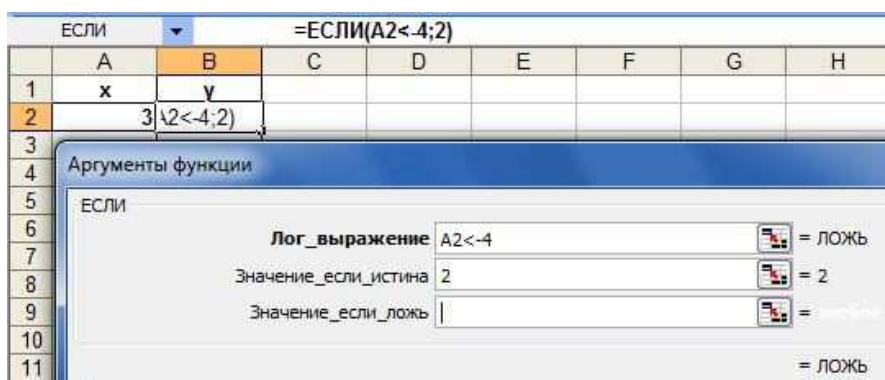 ЕСЛИ =ЕСЛИ(A2<-4;2)
A B C D E F G H
1 x y
2 3 A2<-4;2)
3
4 Аргументы функции
5 ЕСЛИ
6 Лог_выражение A2<-4 = ЛОЖЬ
7
8 Значение_если_истина 2 = 2
9 Значение_если_ложь =
10
11 = ЛОЖЬ